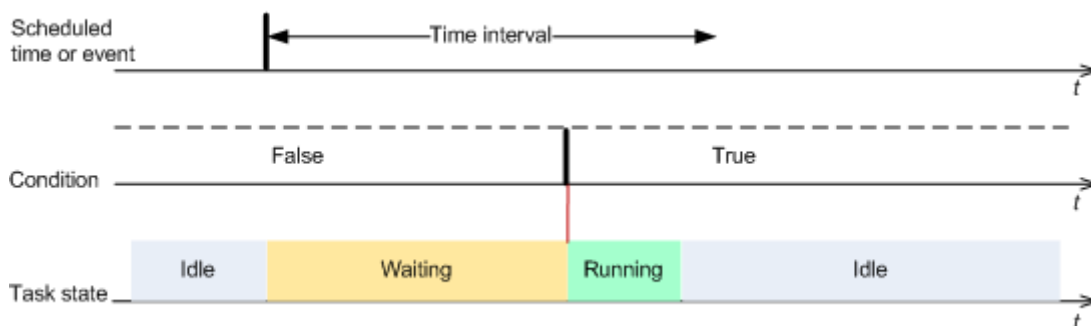 Scheduled
time or event
Time interval
t
False
True
Condition
t
Idle
Waiting
Running
Idle
Task state
t